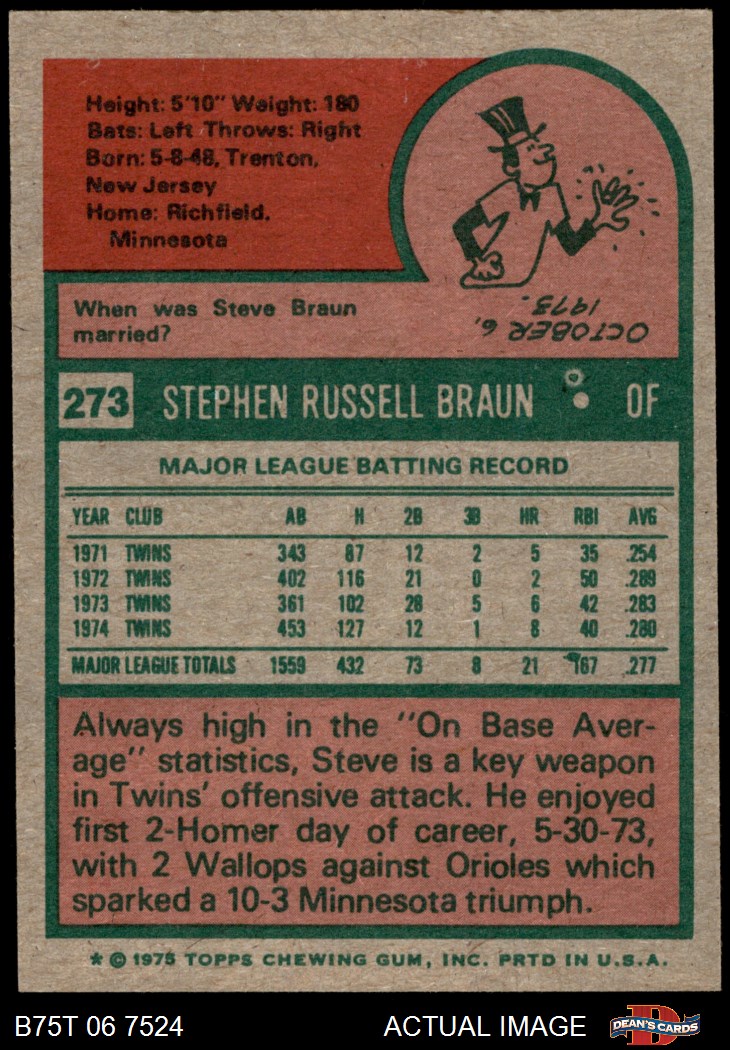 Height: 5'10" Weight: 180
Bats: Left Throws: Right
Born: 5-8-48, Trenton,
New Jersey
Home: Richfield,
Minnesota
When was Steve Braun
married?
OCTOBER 6,
1973.
273 STEPHEN RUSSELL BRAUN • OF
MAJOR LEAGUE BATTING RECORD
YEAR CLUB AB H 2B 3B HR RBI AVG
1971 TWINS 343 87 12 2 5 35 .254
1972 TWINS 402 116 21 0 2 50 .289
1973 TWINS 361 102 28 5 6 42 .283
1974 TWINS 453 127 12 1 8 40 .280
MAJOR LEAGUE TOTALS 1559 432 73 8 21 167 .277
Always high in the "On Base Aver-
age" statistics, Steve is a key weapon
in Twins' offensive attack. He enjoyed
first 2-Homer day of career, 5-30-73,
with 2 Wallops against Orioles which
sparked a 10-3 Minnesota triumph.
* © 1975 TOPPS CHEWING GUM, INC. PRTD IN U.S.A.
B75T 06 7524 ACTUAL IMAGE
D
DEAN'S CARDS